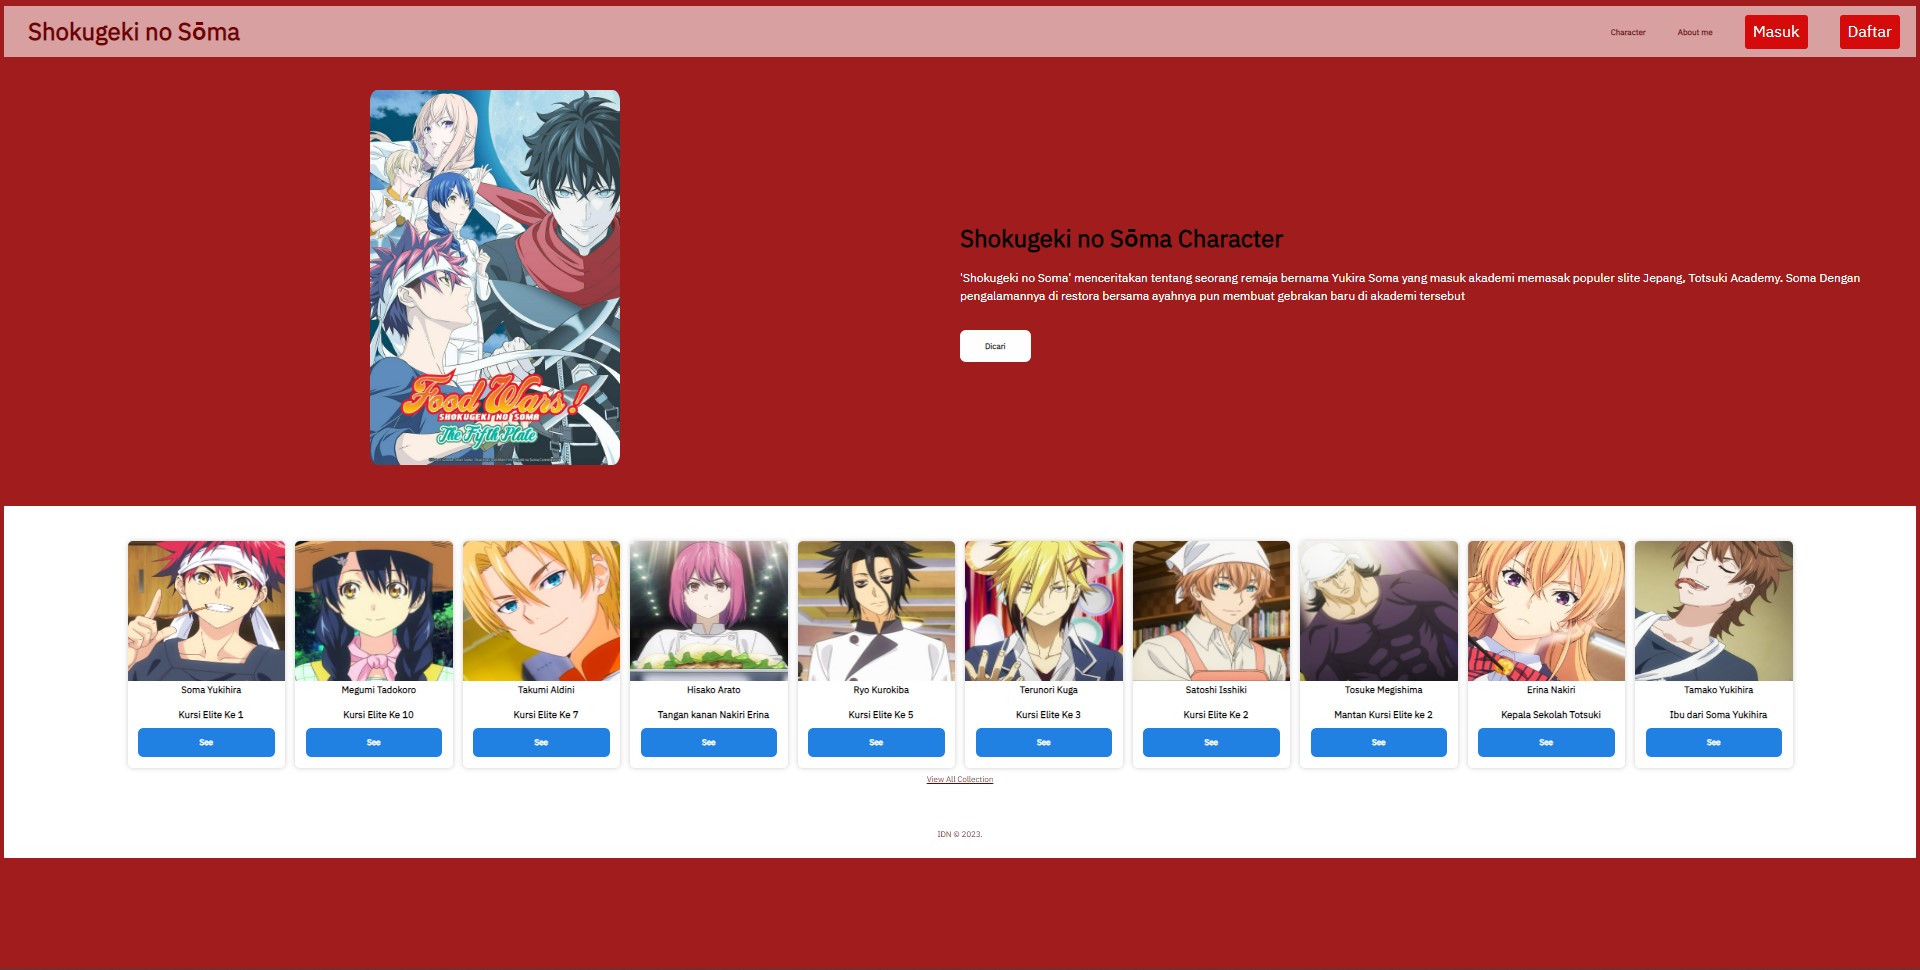 Shokugeki no Sōma
Character
About me
Masuk
Daftar
Food Wars!
SHOKUGEKI NO SOMA
The Fifth Plate
Shokugeki no Sōma Character
'Shokugeki no Soma' menceritakan tentang seorang remaja bernama Yukira Soma yang masuk akademi memasak populer slite Jepang, Totsuki Academy. Soma Dengan
pengalamannya di restora bersama ayahnya pun membuat gebrakan baru di akademi tersebut
Dicari
Soma Yukihira
Kursi Elite Ke 1
See
Megumi Tadokoro
Kursi Elite Ke 10
See
Takumi Aldini
Kursi Elite Ke 7
See
Hisako Arato
Tangan kanan Nakiri Erina
See
Ryo Kurokiba
Kursi Elite Ke 5
See
Terunori Kuga
Kursi Elite Ke 3
See
Satoshi Isshiki
Kursi Elite Ke 2
See
Tosuke Megishima
Mantan Kursi Elite ke 2
See
Erina Nakiri
Kepala Sekolah Totsuki
See
Tamako Yukihira
Ibu dari Soma Yukihira
See
View All Collection
IDN © 2023.